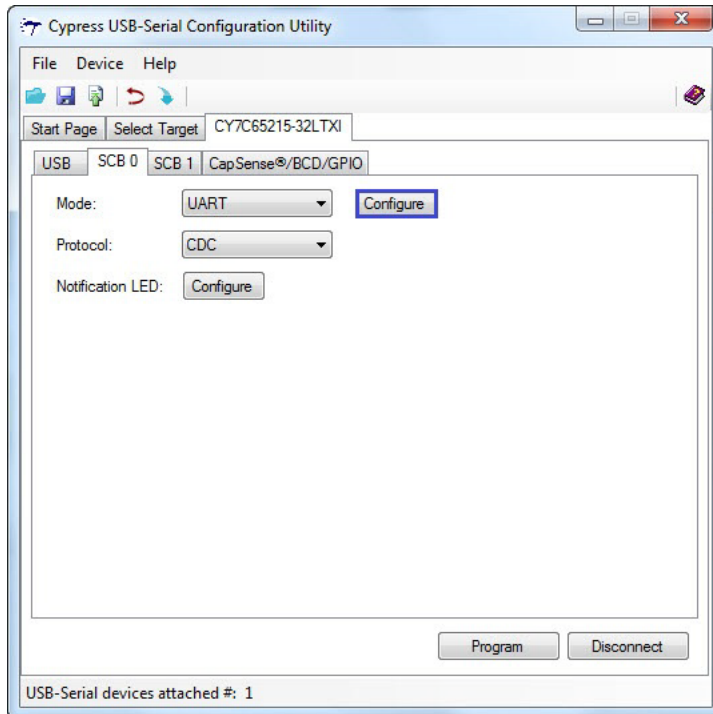 Cypress USB-Serial Configuration Utility
File Device Help
Start Page Select Target CY7C65215-32LTXI
USB SCB 0 SCB 1 CapSense®/BCD/GPIO
Mode: UART Configure
Protocol: CDC
Notification LED: Configure
Program Disconnect
USB-Serial devices attached #: 1